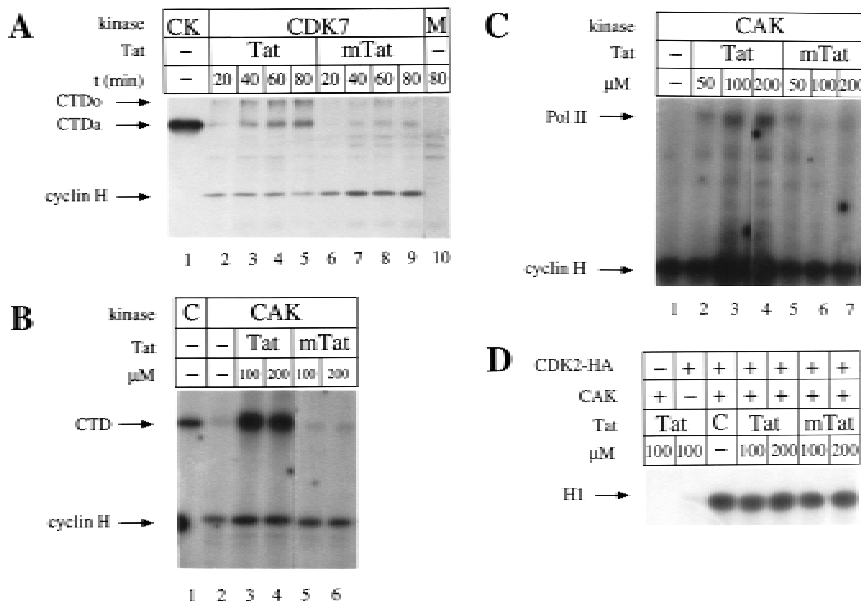 A
kinase CK CDK7 M
Tat – Tat mTat –
t (min) – 20 40 60 80 20 40 60 80 80
CTDo
CTDa
cyclin H
1 2 3 4 5 6 7 8 9 10
B
kinase C CAK
Tat – – Tat mTat
µM – – 100 200 100 200
CTD
cyclin H
1 2 3 4 5 6
C
kinase CAK
Tat – Tat mTat
µM – 50 100 200 50 100 200
Pol II
cyclin H
1 2 3 4 5 6 7
D
CDK2-HA – + + + + + +
CAK + – + + + + +
Tat Tat C Tat mTat
µM 100 100 – 100 200 100 200
H1